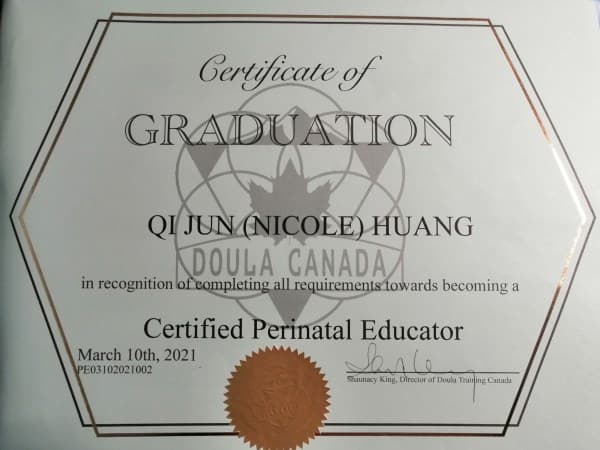 Certificate of
GRADUATION
QI JUN (NICOLE) HUANG
DOULA CANADA
in recognition of completing all requirements towards becoming a
Certified Perinatal Educator
March 10th, 2021
PE03102021002
Shaunacy King, Director of Doula Training Canada